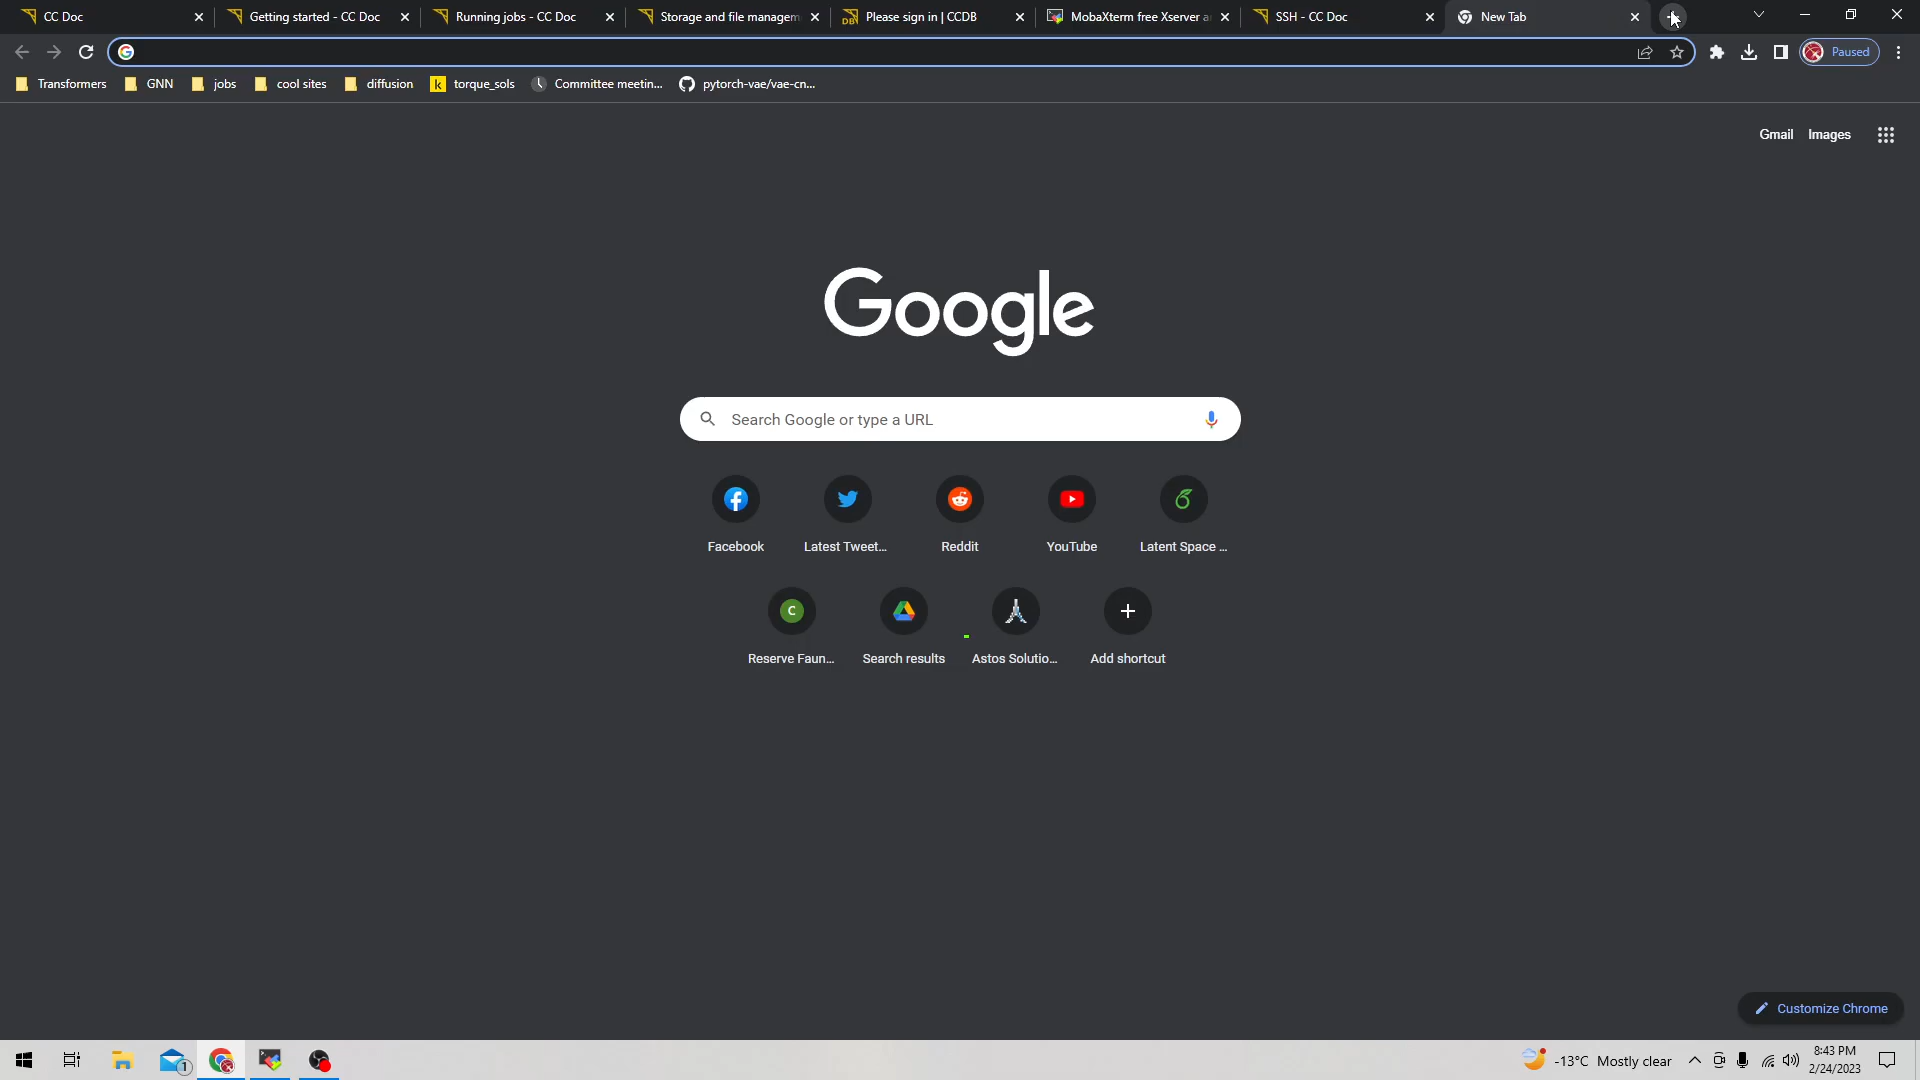 CC Doc
Getting started - CC Doc
Running jobs - CC Doc
Storage and file managem
Please sign in | CCDB
MobaXterm free Xserver a
SSH - CC Doc
New Tab
Paused
Transformers
GNN
jobs
cool sites
diffusion
torque_sols
Committee meetin...
pytorch-vae/vae-cn...
Gmail
Images
Google
Search Google or type a URL
Facebook
Latest Tweet...
Reddit
YouTube
Latent Space ...
C
Reserve Faun...
Search results
Astos Solutio...
Add shortcut
Customize Chrome
1
-13°C Mostly clear
8:43 PM
2/24/2023